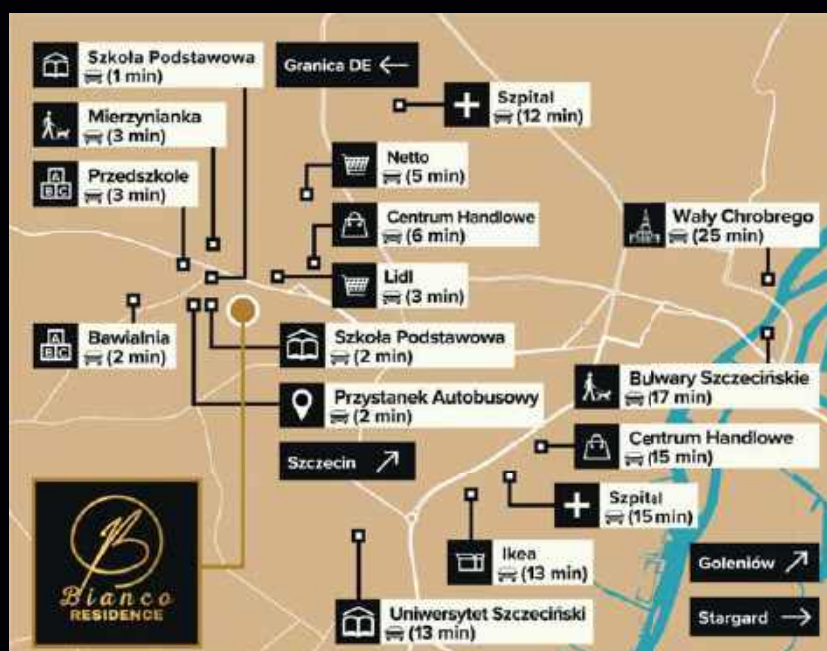 Szkoła Podstawowa
(1 min)
Granica DE ←
Szpital
(12 min)
Mierzynianka
(3 min)
Netto
(5 min)
Przedszkole
(3 min)
Centrum Handlowe
(6 min)
Wały Chrobrego
(25 min)
Lidl
(3 min)
Bawialnia
(2 min)
Szkoła Podstawowa
(2 min)
Bulwary Szczecińskie
(17 min)
Przystanek Autobusowy
(2 min)
Centrum Handlowe
(15 min)
Szczecin ↗
Szpital
(15 min)
Ikea
(13 min)
Goleniów ↗
Bianco
RESIDENCE
Uniwersytet Szczeciński
(13 min)
Stargard →
A
B C
A
B C
B